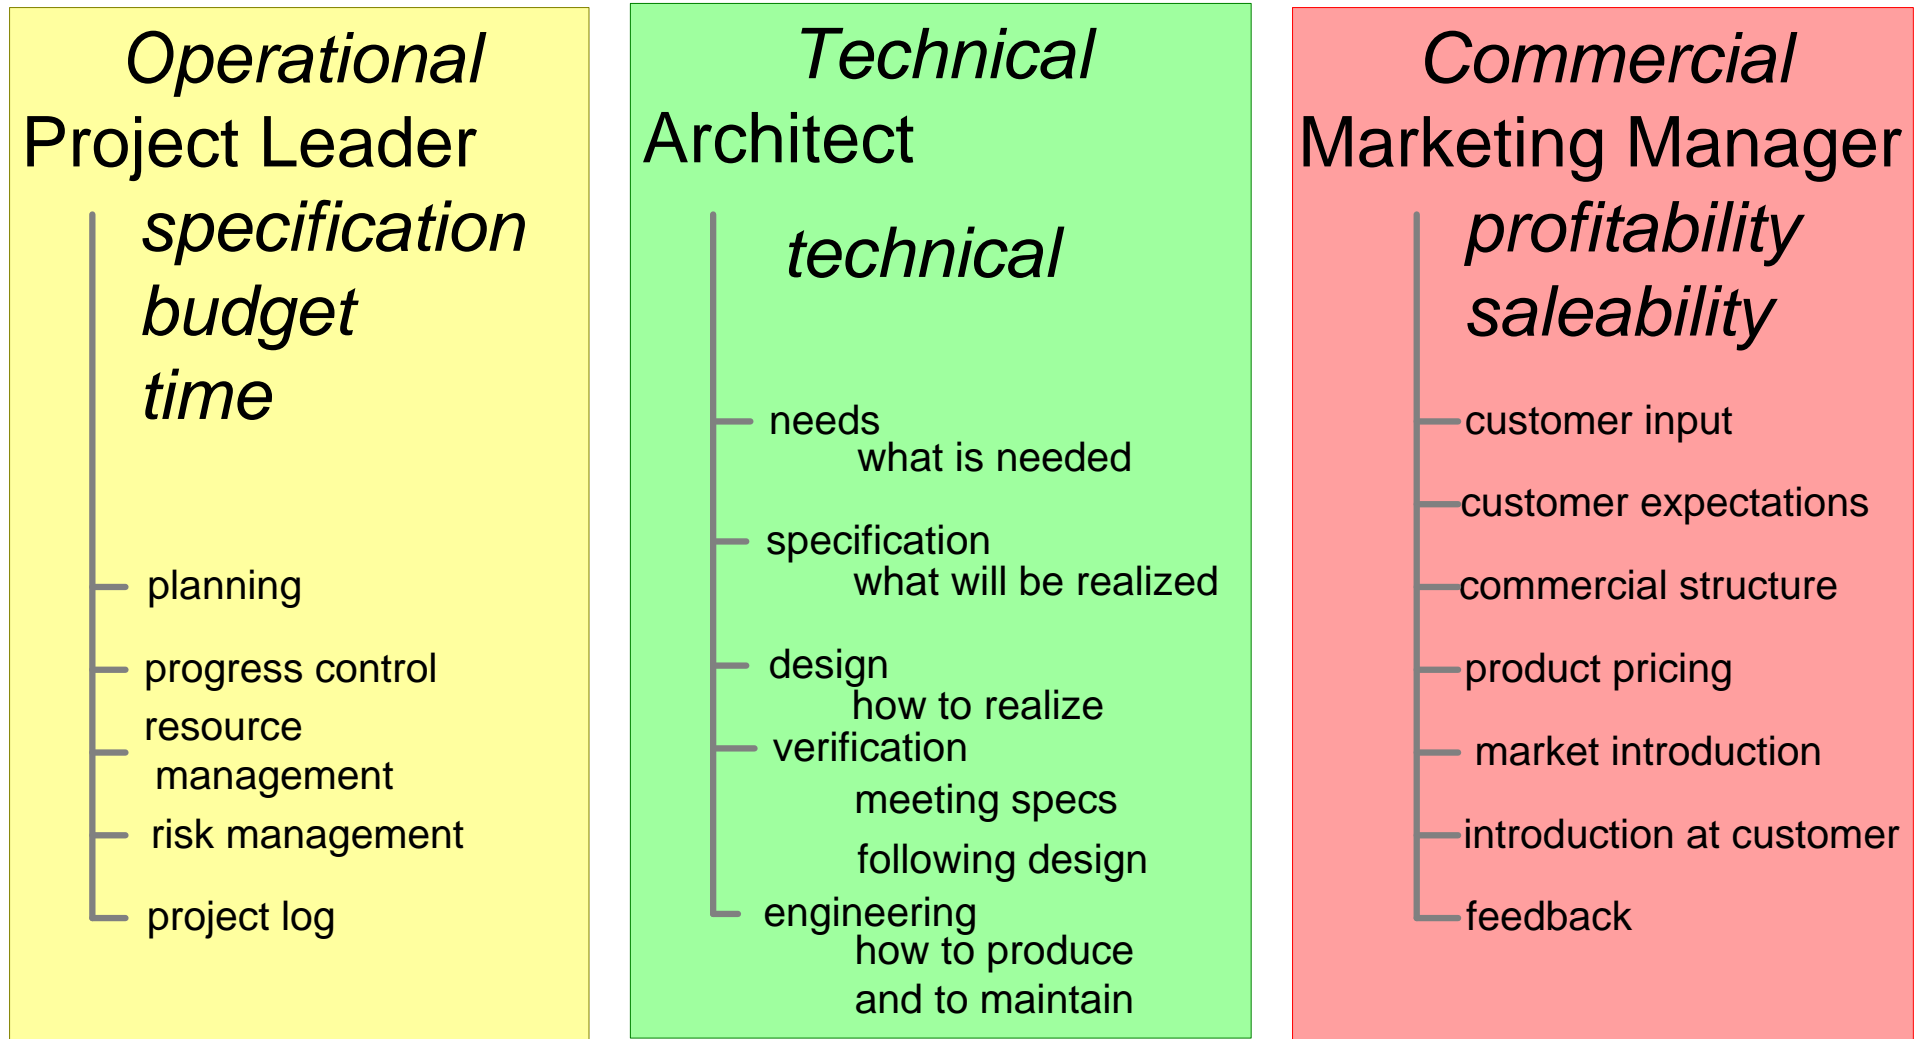 Operational
Project Leader
specification
budget
time
planning
progress control
resource
management
risk management
project log
Technical
Architect
technical
needs
what is needed
specification
what will be realized
design
how to realize
verification
meeting specs
following design
engineering
how to produce
and to maintain
Commercial
Marketing Manager
profitability
saleability
customer input
customer expectations
commercial structure
product pricing
market introduction
introduction at customer
feedback